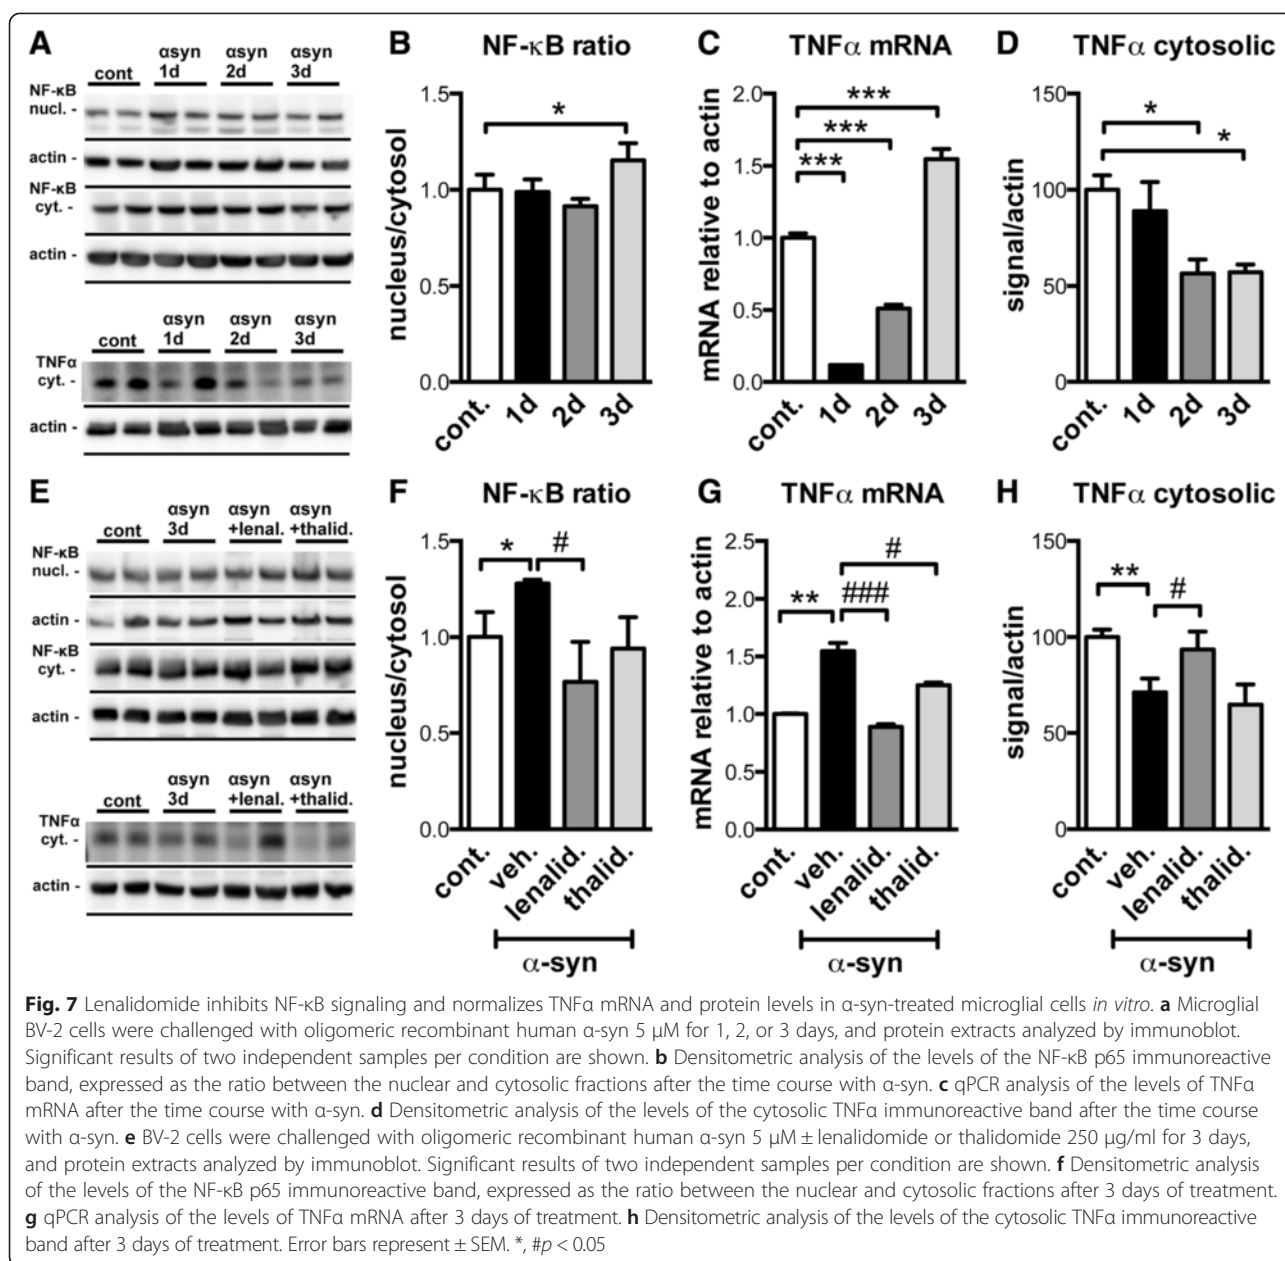 A
αsyn αsyn αsyn
cont 1d 2d 3d
NF-κB
nucl. -
actin -
NF-κB
cyt. -
actin -
αsyn αsyn αsyn
cont 1d 2d 3d
TNFα
cyt. -
actin -
B NF-κB ratio
nucleus/cytosol
1.5
1.0
0.5
0.0
*
cont. 1d 2d 3d
C TNFα mRNA
mRNA relative to actin
2.0
1.5
1.0
0.5
0.0
***
***
***
cont. 1d 2d 3d
D TNFα cytosolic
signal/actin
150
100
50
0
*
*
cont. 1d 2d 3d
E
αsyn αsyn αsyn
cont 3d +lenal. +thalid.
NF-κB
nucl. -
actin -
NF-κB
cyt. -
actin -
αsyn αsyn αsyn
cont 3d +lenal. +thalid.
TNFα
cyt. -
actin -
F NF-κB ratio
nucleus/cytosol
1.5
1.0
0.5
0.0
* #
cont. veh. lenalid. thalid.
α-syn
G TNFα mRNA
mRNA relative to actin
2.5
2.0
1.5
1.0
0.5
0.0
#
** ###
cont. veh. lenalid. thalid.
α-syn
H TNFα cytosolic
signal/actin
150
100
50
0
** #
cont. veh. lenalid. thalid.
α-syn
Fig. 7 Lenalidomide inhibits NF-κB signaling and normalizes TNFα mRNA and protein levels in α-syn-treated microglial cells in vitro. a Microglial
BV-2 cells were challenged with oligomeric recombinant human α-syn 5 μM for 1, 2, or 3 days, and protein extracts analyzed by immunoblot.
Significant results of two independent samples per condition are shown. b Densitometric analysis of the levels of the NF-κB p65 immunoreactive
band, expressed as the ratio between the nuclear and cytosolic fractions after the time course with α-syn. c qPCR analysis of the levels of TNFα
mRNA after the time course with α-syn. d Densitometric analysis of the levels of the cytosolic TNFα immunoreactive band after the time course
with α-syn. e BV-2 cells were challenged with oligomeric recombinant human α-syn 5 μM ± lenalidomide or thalidomide 250 μg/ml for 3 days,
and protein extracts analyzed by immunoblot. Significant results of two independent samples per condition are shown. f Densitometric analysis
of the levels of the NF-κB p65 immunoreactive band, expressed as the ratio between the nuclear and cytosolic fractions after 3 days of treatment.
g qPCR analysis of the levels of TNFα mRNA after 3 days of treatment. h Densitometric analysis of the levels of the cytosolic TNFα immunoreactive
band after 3 days of treatment. Error bars represent ± SEM. *, #p < 0.05